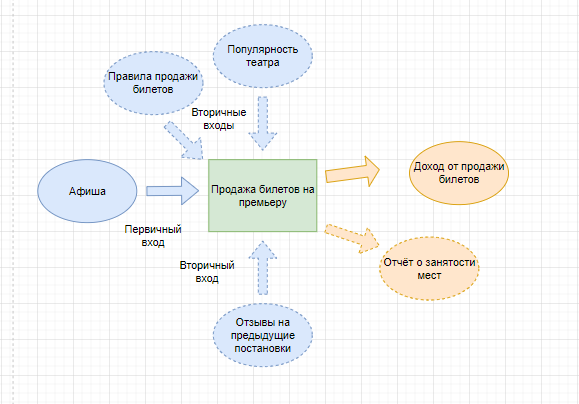 Популярность
театра
Правила продажи
билетов
Вторичные
входы
Доход от продажи
билетов
Афиша
Продажа билетов на
премьеру
Первичный
вход
Вторичный
вход
Отчёт о занятости
мест
Отзывы на
предыдущие
постановки